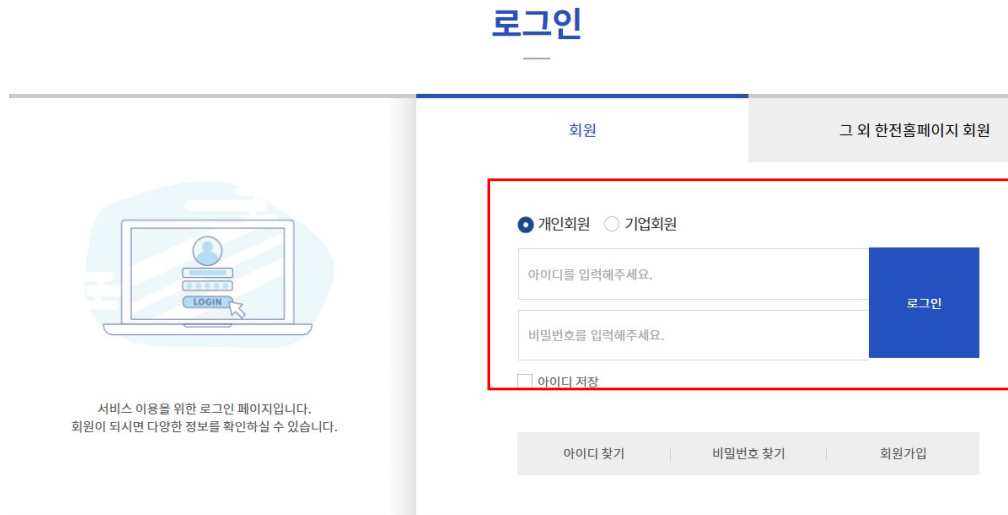 로그인
회원
그 외 한전홈페이지 회원
개인회원 기업회원
아이디를 입력해주세요.
로그인
비밀번호를 입력해주세요.
아이디 저장
LOGIN
서비스 이용을 위한 로그인 페이지입니다.
회원이 되시면 다양한 정보를 확인하실 수 있습니다.
아이디 찾기 비밀번호 찾기 회원가입